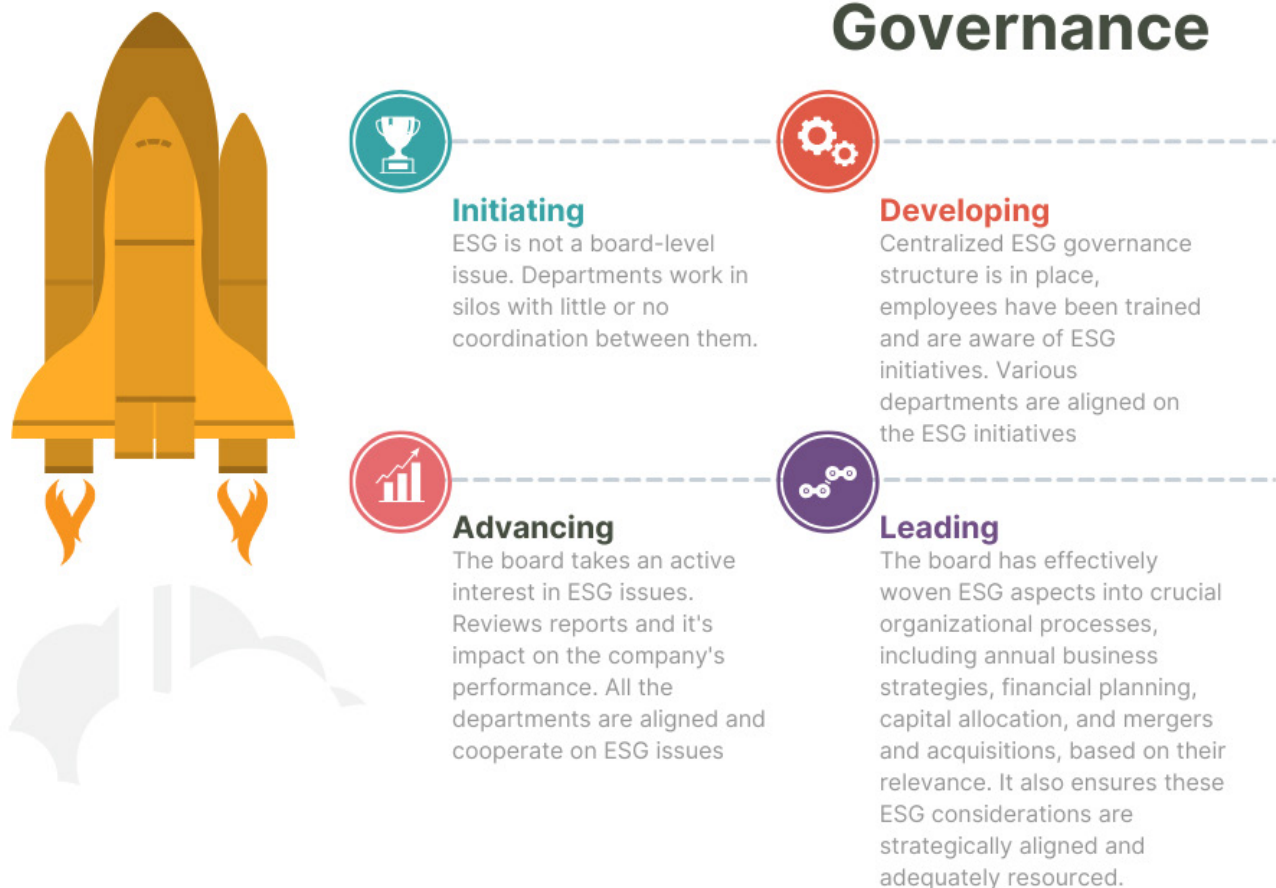 Governance
Initiating
ESG is not a board-level
issue. Departments work in
silos with little or no
coordination between them.
Developing
Centralized ESG governance
structure is in place,
employees have been trained
and are aware of ESG
initiatives. Various
departments are aligned on
the ESG initiatives
Advancing
The board takes an active
interest in ESG issues.
Reviews reports and it's
impact on the company's
performance. All the
departments are aligned and
cooperate on ESG issues
Leading
The board has effectively
woven ESG aspects into crucial
organizational processes,
including annual business
strategies, financial planning,
capital allocation, and mergers
and acquisitions, based on their
relevance. It also ensures these
ESG considerations are
strategically aligned and
adequately resourced.